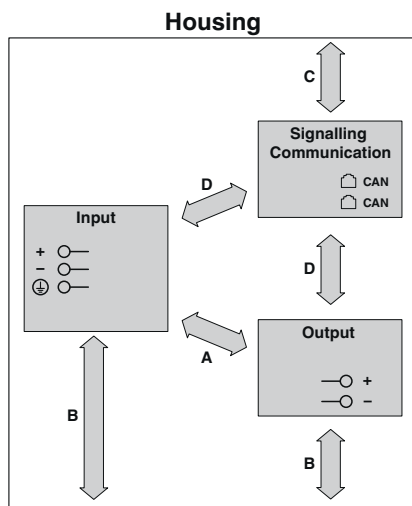 Housing
C
Signalling
Communication
CAN
CAN
D
Input
+
−
D
A
Output
+
−
B
B